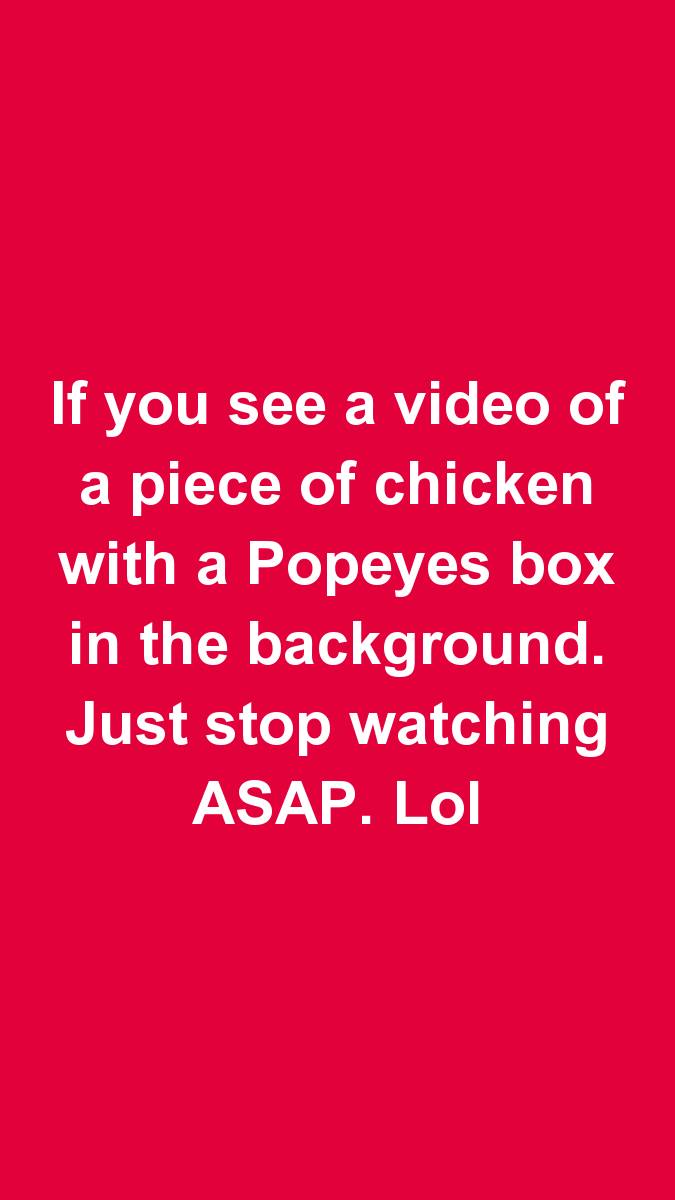 If you see a video of
a piece of chicken
with a Popeyes box
in the background.
Just stop watching
ASAP. Lol